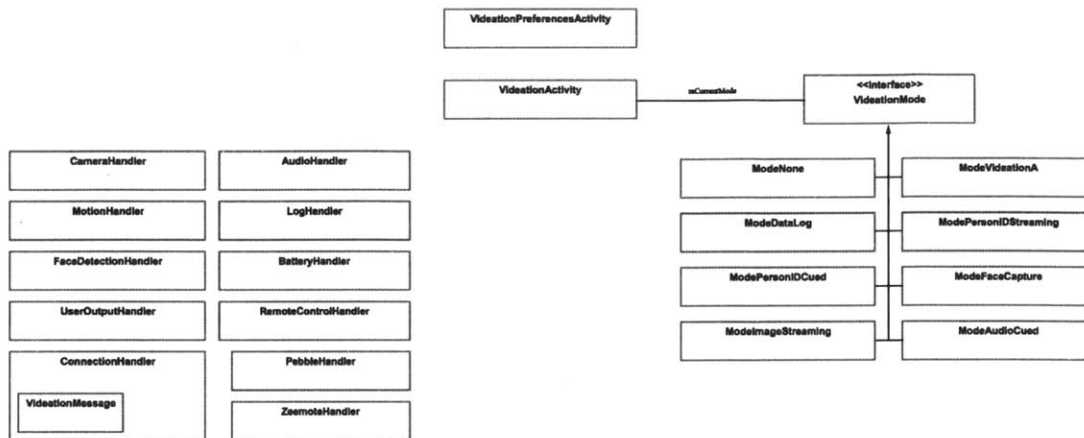 VideationPreferencesActivity
VideationActivity
mCurrentMode
<<interface>>
VideationMode
CameraHandler
AudioHandler
MotionHandler
LogHandler
FaceDetectionHandler
BatteryHandler
UserOutputHandler
RemoteControlHandler
ConnectionHandler
PebbleHandler
VideationMessage
ZeemoteHandler
ModeNone
ModeVideationA
ModeDataLog
ModePersonIDStreaming
ModePersonIDCued
ModeFaceCapture
ModeImageStreaming
ModeAudioCued